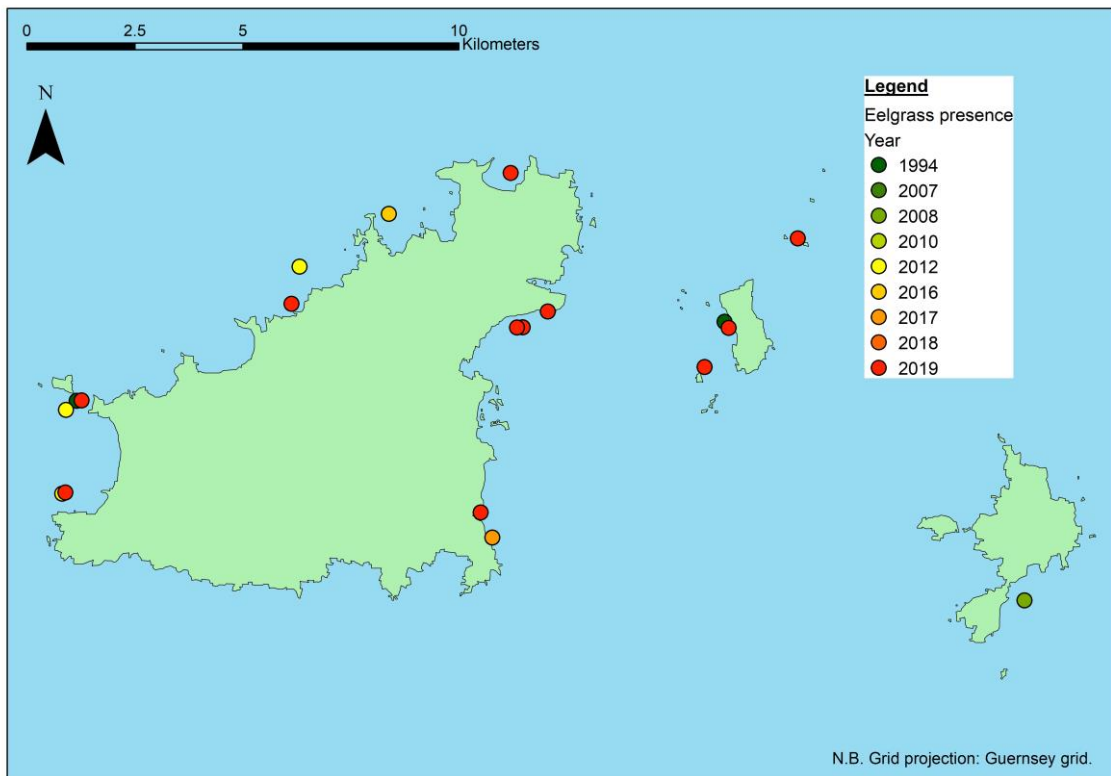 0 2.5 5 10
Kilometers
N
Legend
Eelgrass presence
Year
1994
2007
2008
2010
2012
2016
2017
2018
2019
N.B. Grid projection: Guernsey grid.